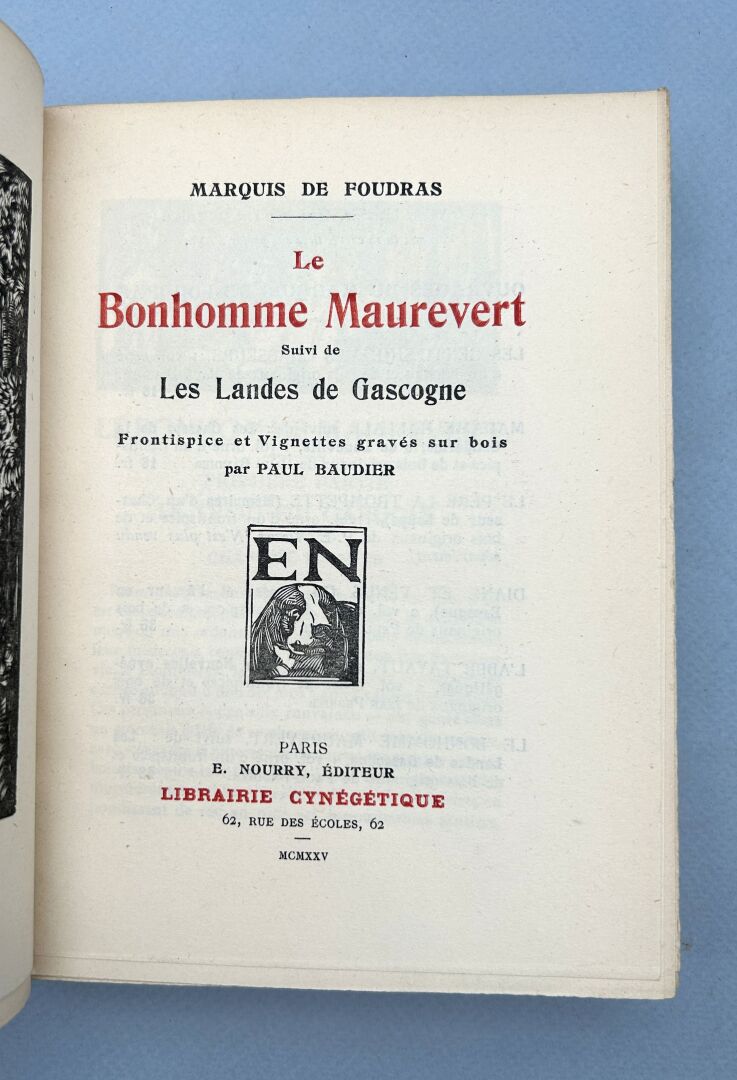 MARQUIS DE FOUDRAS
Le
Bonhomme Maurevert
Suivi de
Les Landes de Gascogne
Frontispice et Vignettes gravés sur bois
par PAUL BAUDIER
EN
PARIS
E. NOURRY, ÉDITEUR
LIBRAIRIE CYNÉGÉTIQUE
62, RUE DES ÉCOLES, 62
MCMXXV